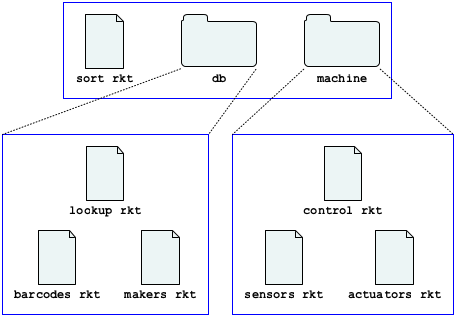 sort rkt
db
machine
lookup rkt
barcodes rkt
makers rkt
control rkt
sensors rkt
actuators rkt